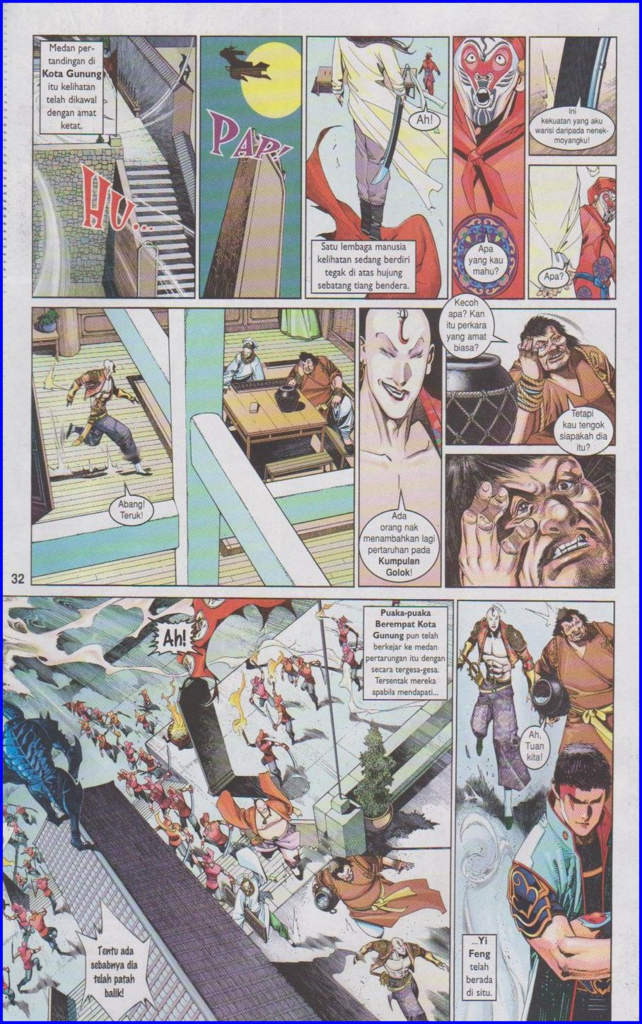 Medan per-
tandingan di
Kota Gunung
itu kelihatan
telah dikawal
dengan amat
ketat.
HU...
PAP!
Ah!
Satu lembaga manusia
kelihatan sedang berdiri
tegak di atas hujung
sebatang tiang bendera.
Apa
yang kau
mahu?
Ini
kekuatan yang aku
warisi daripada nenek-
moyangku!
Apa?
Abang!
Teruk!
Ada
orang nak
menambahkan lagi
pertaruhan pada
Kumpulan
Golok!
Kecoh
apa? Kan
itu perkara
yang amat
biasa?
Tetapi
kau tengok
siapakah dia
itu?
32
Ah!
Puaka-puaka
Berempat Kota
Gunung pun telah
berkejar ke medan
pertarungan itu dengan
secara tergesa-gesa.
Tersentak mereka
apabila mendapati...
Tentu ada
sebabnya dia
telah patah
balik!
Ah,
Tuan
kita!
...Yi
Feng
telah
berada
di situ.